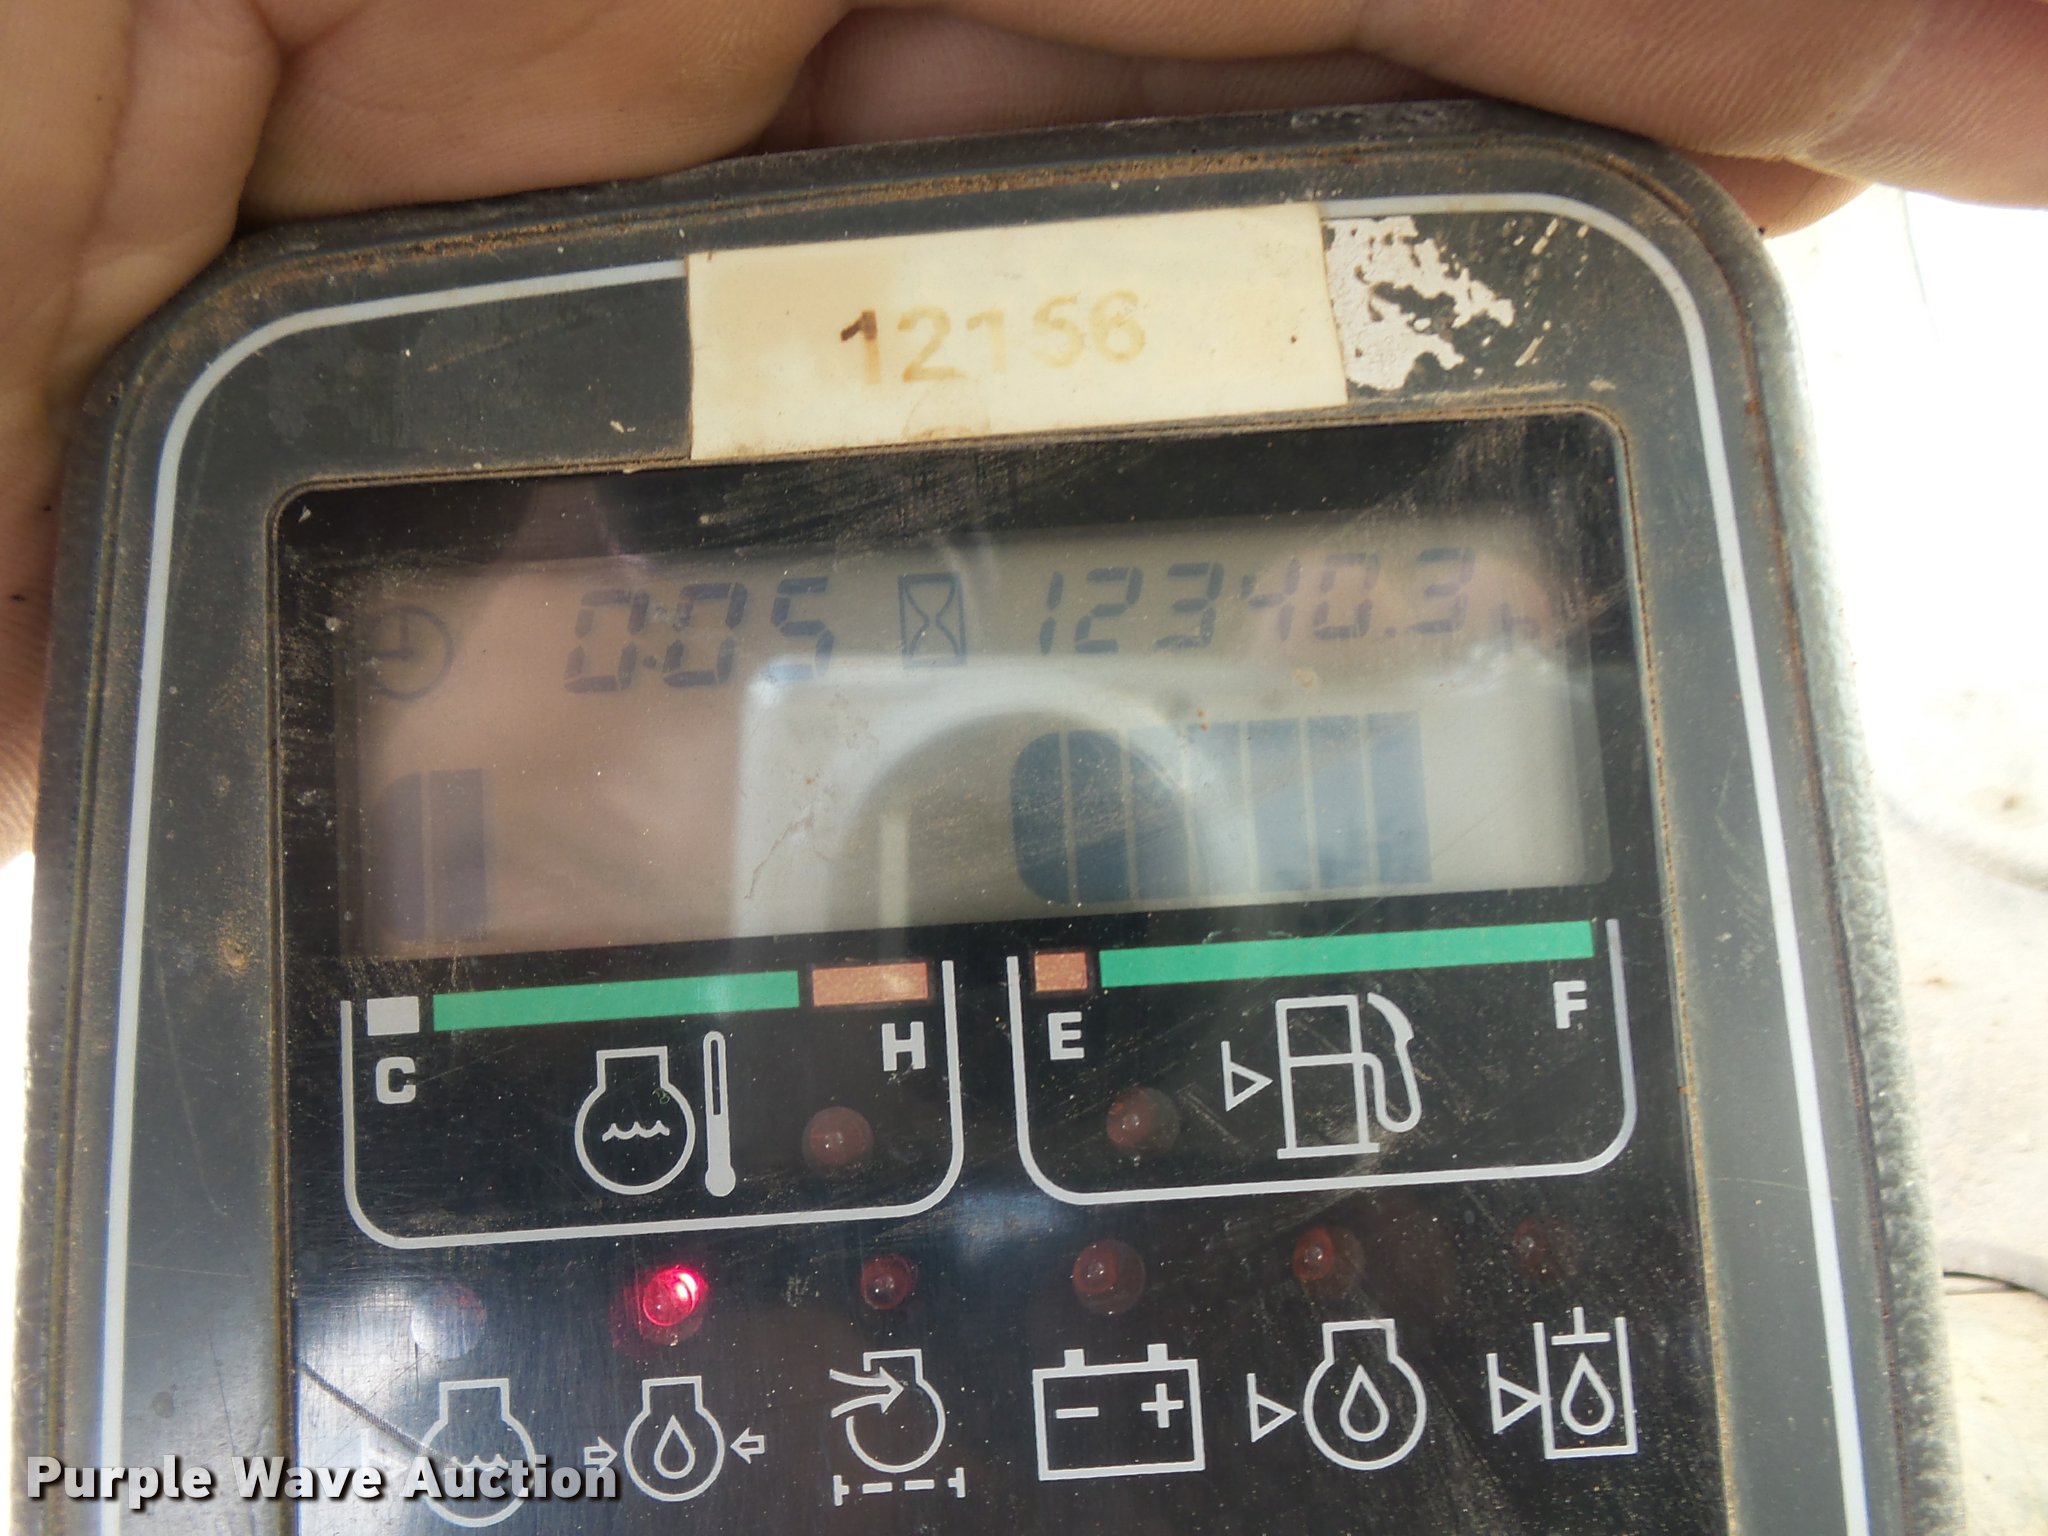 12156
0:05 12340.3 h
C H E F
- +
Purple Wave Auction